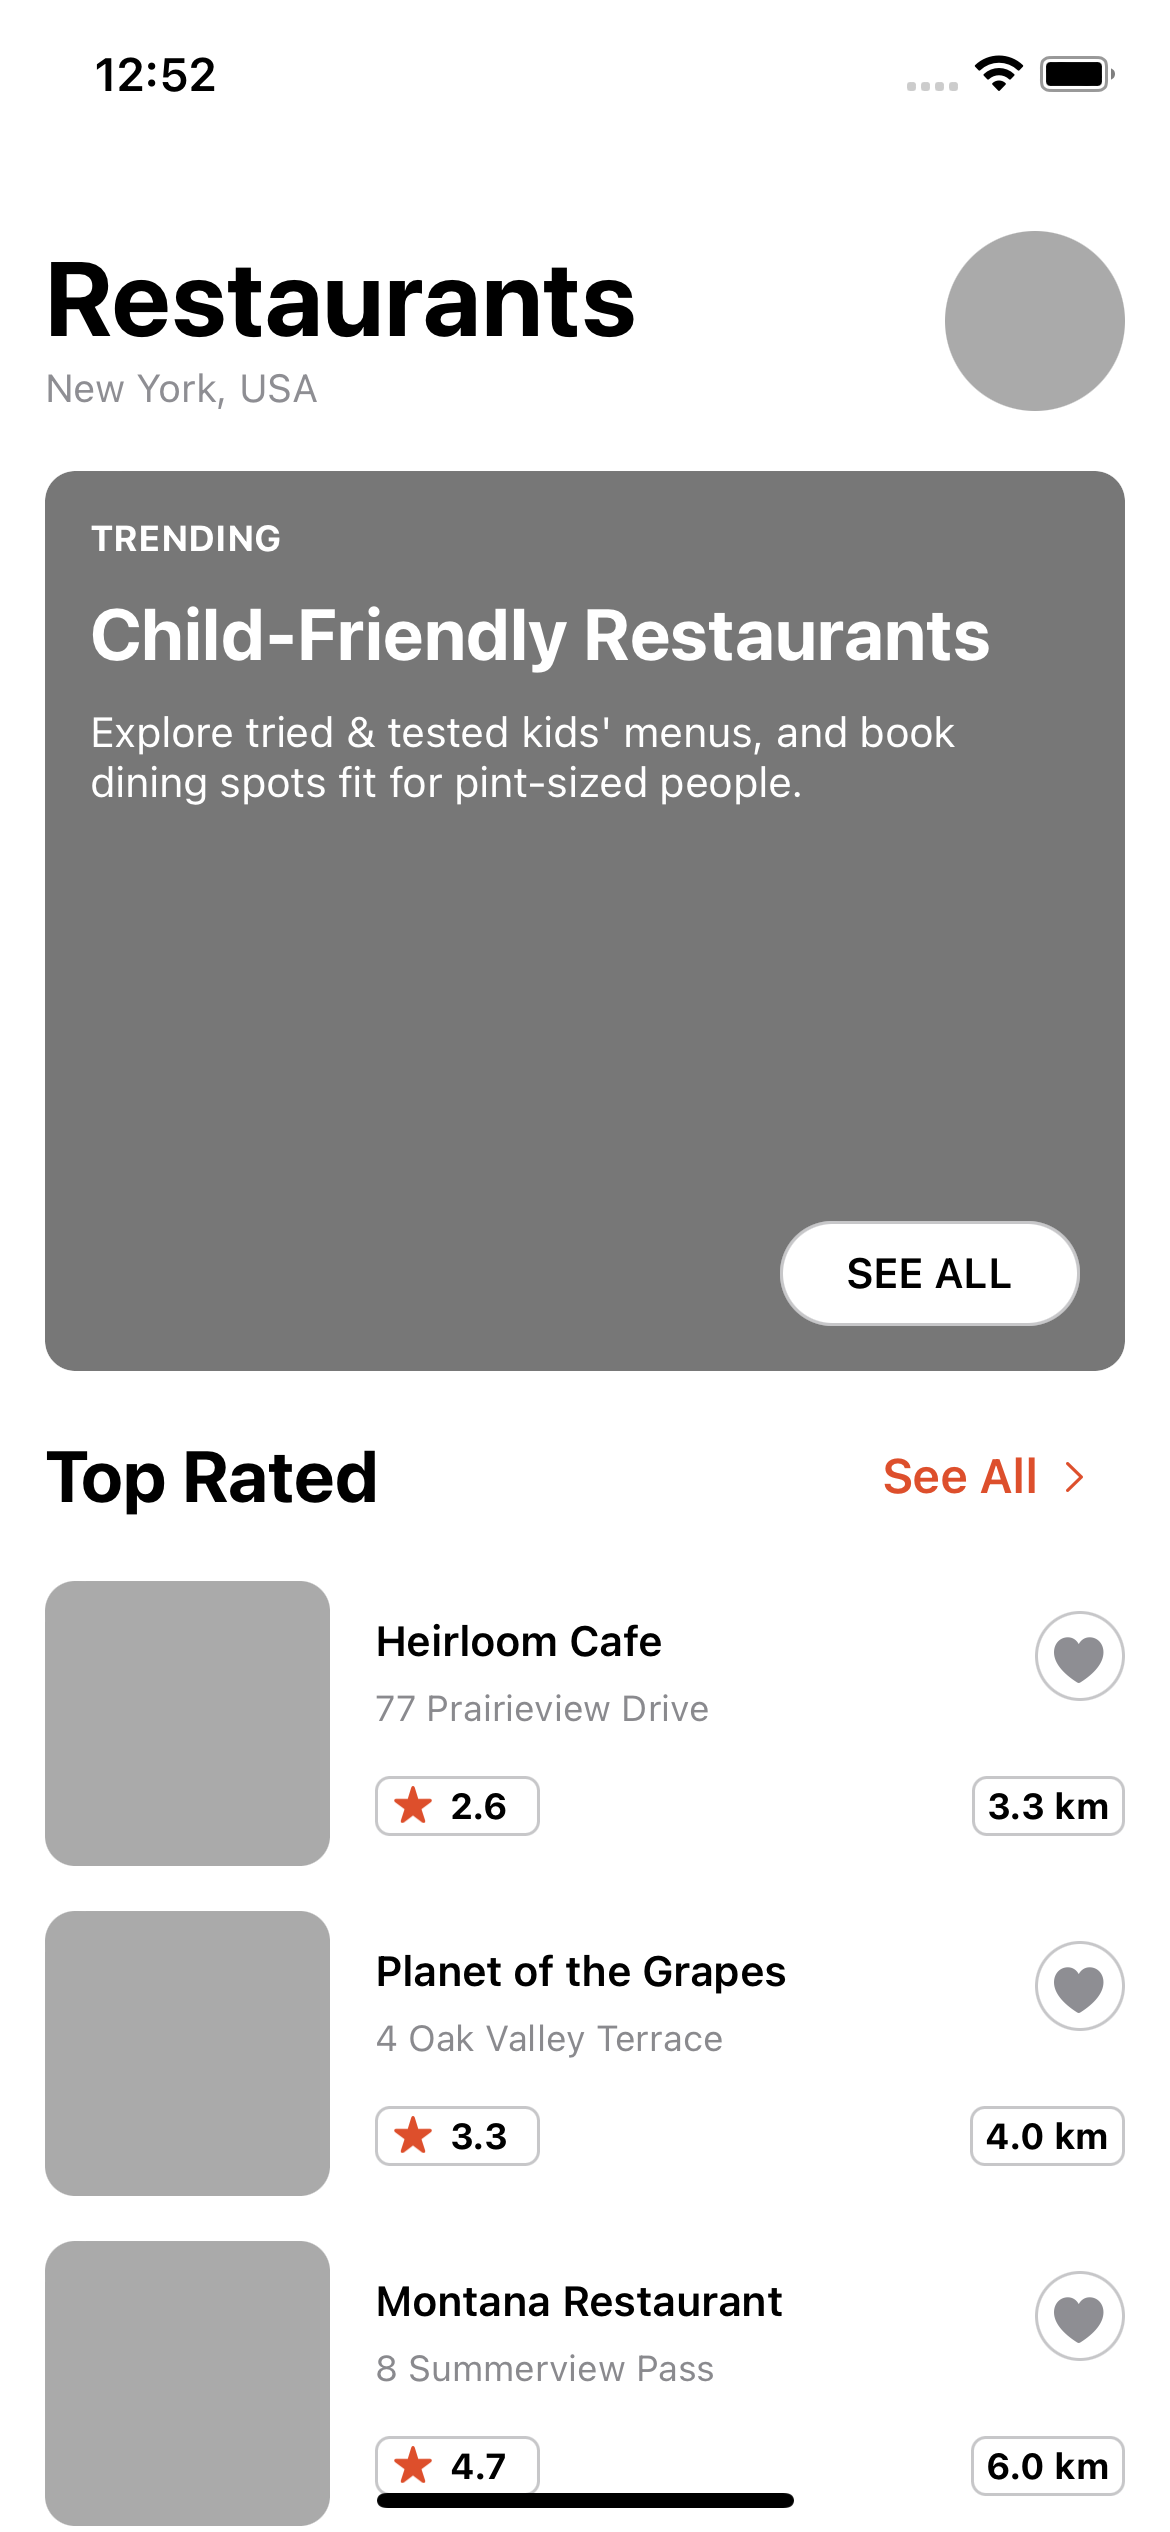 12:52
Restaurants
New York, USA
TRENDING
Child-Friendly Restaurants
Explore tried & tested kids' menus, and book
dining spots fit for pint-sized people.
SEE ALL
Top Rated
See All
Heirloom Cafe
77 Prairieview Drive
2.6
3.3 km
Planet of the Grapes
4 Oak Valley Terrace
3.3
4.0 km
Montana Restaurant
8 Summerview Pass
4.7
6.0 km